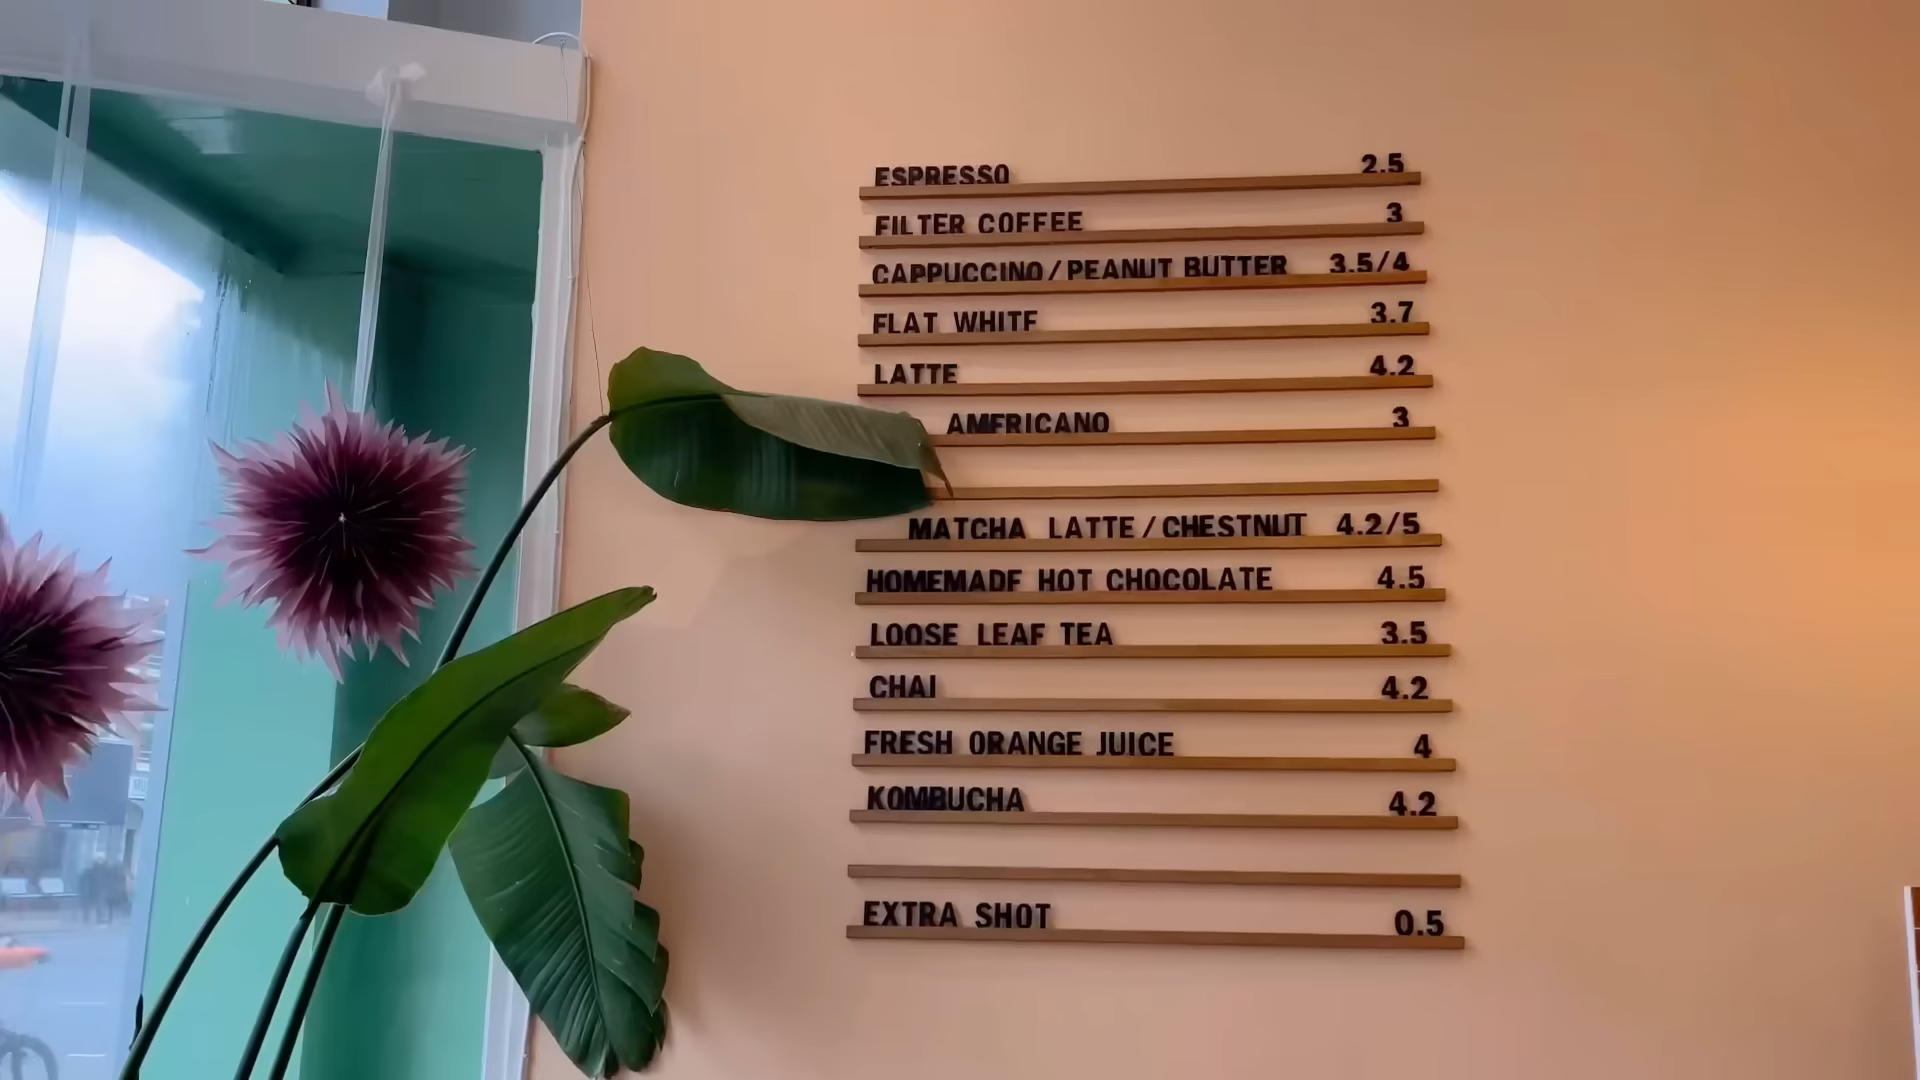 ESPRESSO 2.5
FILTER COFFEE 3
CAPPUCCINO/PEANUT BUTTER 3.5/4
FLAT WHITE 3.7
LATTE 4.2
AMERICANO 3
MATCHA LATTE/CHESTNUT 4.2/5
HOMEMADE HOT CHOCOLATE 4.5
LOOSE LEAF TEA 3.5
CHAI 4.2
FRESH ORANGE JUICE 4
KOMBUCHA 4.2
EXTRA SHOT 0.5